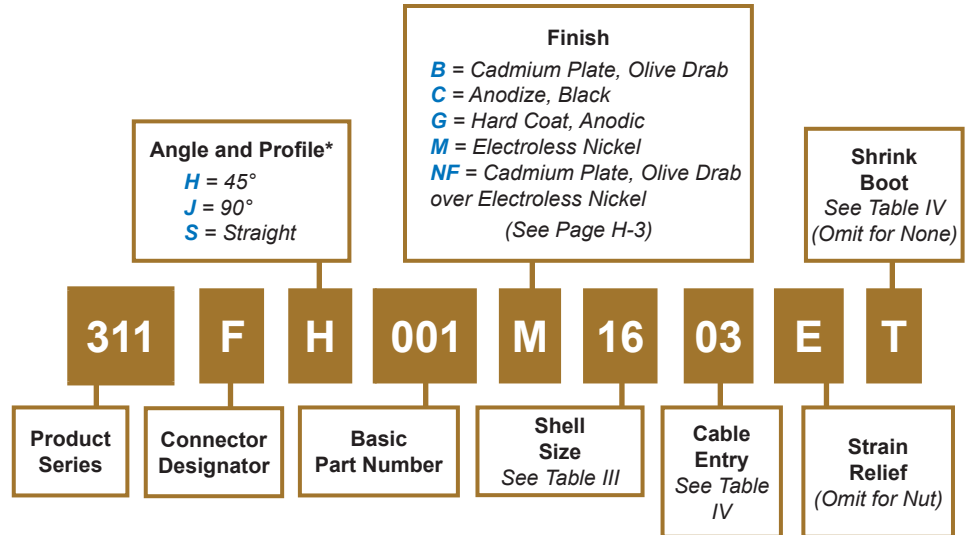 Finish
B = Cadmium Plate, Olive Drab
C = Anodize, Black
G = Hard Coat, Anodic
M = Electroless Nickel
NF = Cadmium Plate, Olive Drab
over Electroless Nickel
(See Page H-3)
Angle and Profile*
H = 45°
J = 90°
S = Straight
Shrink
Boot
See Table IV
(Omit for None)
311 F H 001 M 16 03 E T
Product
Series
Connector
Designator
Basic
Part Number
Shell
Size
See Table III
Cable
Entry
See Table
IV
Strain
Relief
(Omit for Nut)